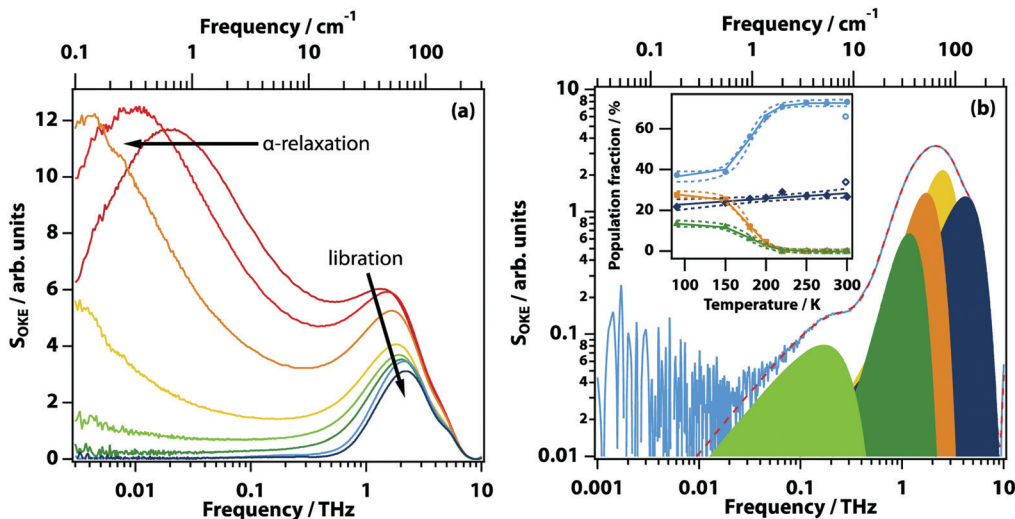 Frequency / cm⁻¹
0.1 1 10 100
(a)
12
10
8
6
4
2
0
S_OKE / arb. units
α-relaxation
libration
0.01 0.1 1 10
Frequency / THz
Frequency / cm⁻¹
0.1 1 10 100
(b)
10
8
6
4
2
1
8
6
4
2
0.1
8
6
4
2
0.01
S_OKE / arb. units
Population fraction / %
60
40
20
0
100 150 200 250 300
Temperature / K
0.001 0.01 0.1 1 10
Frequency / THz